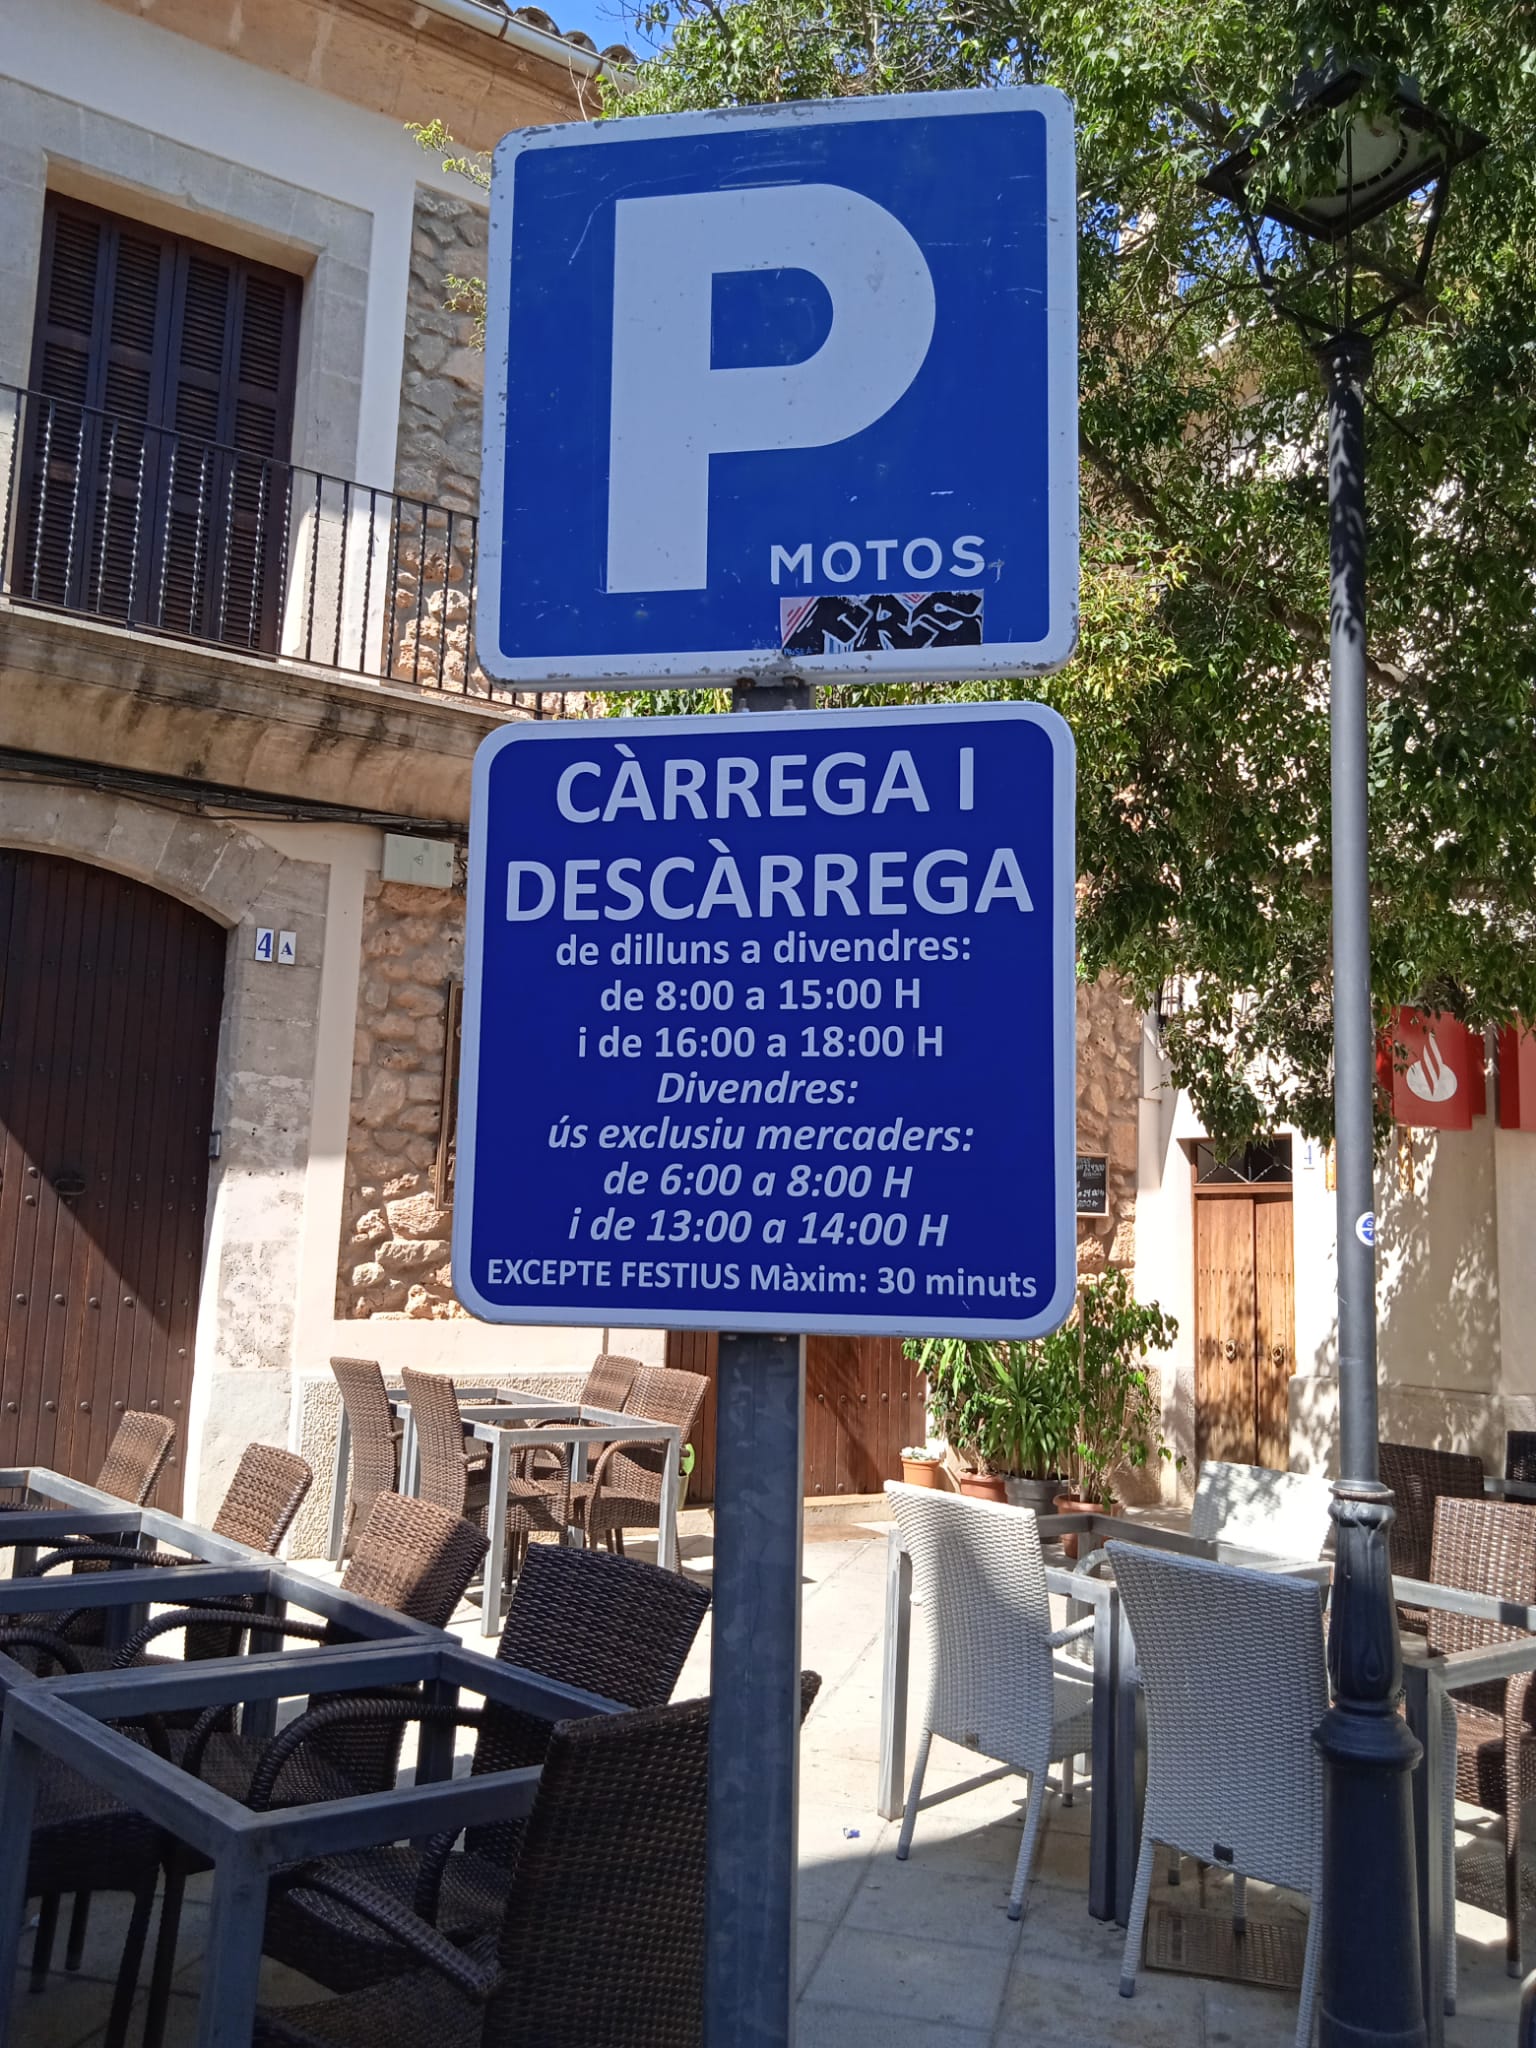 P
MOTOS
CÀRREGA I
DESCÀRREGA
de dilluns a divendres:
de 8:00 a 15:00 H
i de 16:00 a 18:00 H
Divendres:
ús exclusiu mercaders:
de 6:00 a 8:00 H
i de 13:00 a 14:00 H
EXCEPTE FESTIUS Màxim: 30 minuts
4 A